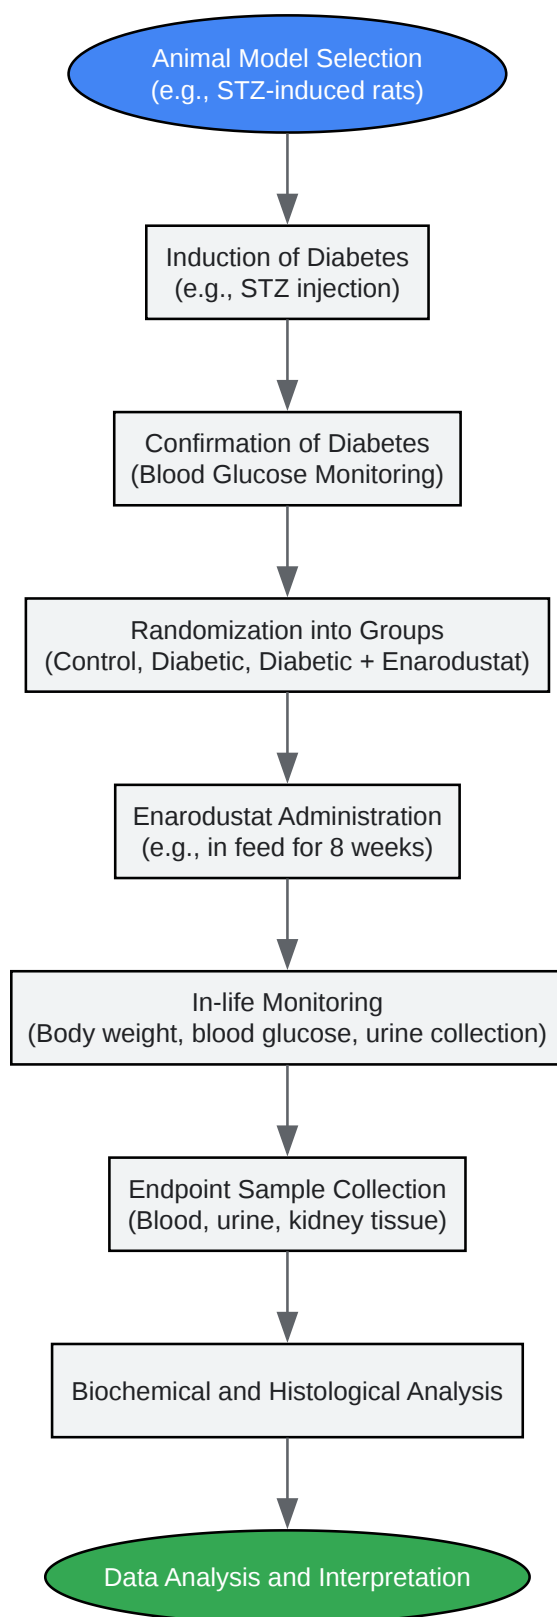 Animal Model Selection
(e.g., STZ-induced rats)
Induction of Diabetes
(e.g., STZ injection)
Confirmation of Diabetes
(Blood Glucose Monitoring)
Randomization into Groups
(Control, Diabetic, Diabetic + Enarodustat)
Enarodustat Administration
(e.g., in feed for 8 weeks)
In-life Monitoring
(Body weight, blood glucose, urine collection)
Endpoint Sample Collection
(Blood, urine, kidney tissue)
Biochemical and Histological Analysis
Data Analysis and Interpretation